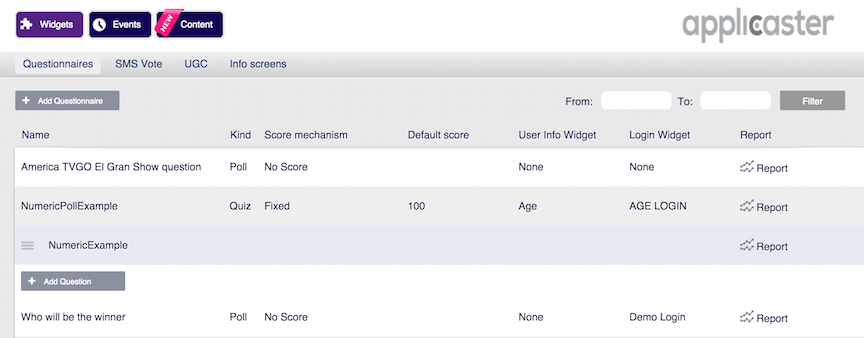 Widgets Events NEW Content applicaster
Questionnaires SMS Vote UGC Info screens
+ Add Questionnaire From: To: Filter
Name Kind Score mechanism Default score User Info Widget Login Widget Report
America TVGO El Gran Show question Poll No Score None None Report
NumericPollExample Quiz Fixed 100 Age AGE LOGIN Report
NumericExample Report
+ Add Question
Who will be the winner Poll No Score None Demo Login Report